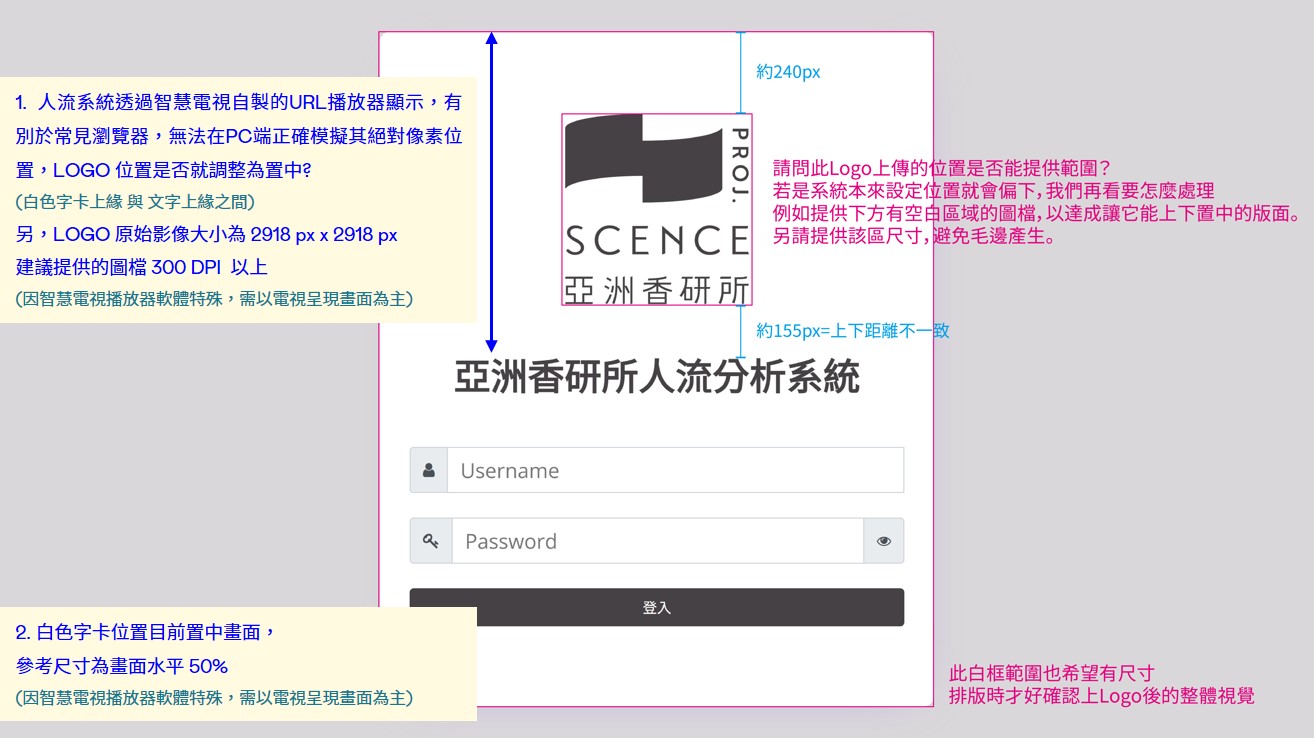 約240px
1. 人流系統透過智慧電視自製的URL播放器顯示，有
別於常見瀏覽器，無法在PC端正確模擬其絕對像素位
置，LOGO 位置是否就調整為置中?
(白色字卡上緣 與 文字上緣之間)
另，LOGO 原始影像大小為 2918 px x 2918 px
建議提供的圖檔 300 DPI 以上
(因智慧電視播放器軟體特殊，需以電視呈現畫面為主)
PROJ.
SCENCE
亞洲香研所
請問此Logo上傳的位置是否能提供範圍？
若是系統本來設定位置就會偏下，我們再看要怎麼處理
例如提供下方有空白區域的圖檔，以達成讓它能上下置中的版面。
另請提供該區尺寸，避免毛邊產生。
約155px=上下距離不一致
亞洲香研所人流分析系統
Username
Password
登入
2. 白色字卡位置目前置中畫面，
參考尺寸為畫面水平 50%
(因智慧電視播放器軟體特殊，需以電視呈現畫面為主)
此白框範圍也希望有尺寸
排版時才好確認上Logo後的整體視覺